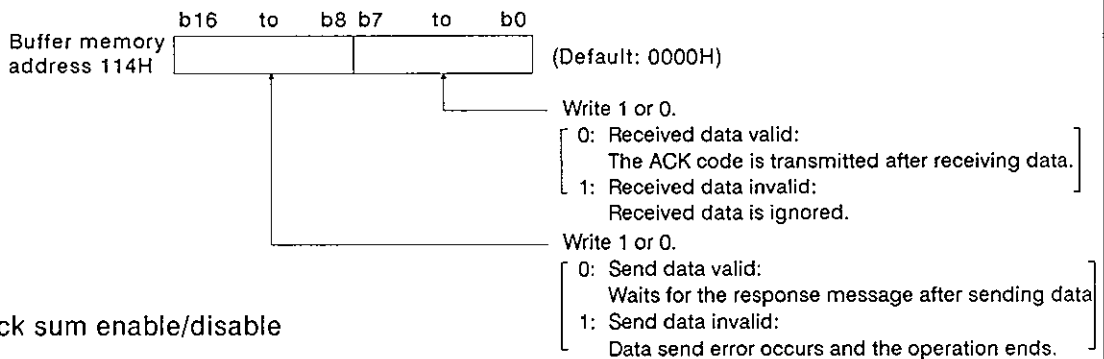 b16 to b8 b7 to b0
Buffer memory
address 114H
(Default: 0000H)
Write 1 or 0.
0: Received data valid:
The ACK code is transmitted after receiving data.
1: Received data invalid:
Received data is ignored.
Write 1 or 0.
0: Send data valid:
Waits for the response message after sending data
1: Send data invalid:
Data send error occurs and the operation ends.
ck sum enable/disable